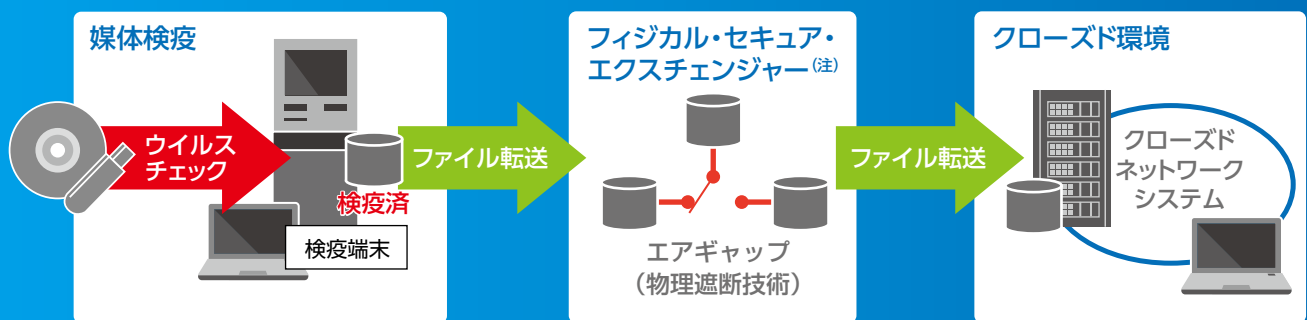 媒体検疫
ウイルス
チェック
検疫済
検疫端末
ファイル転送
フィジカル・セキュア・
エクスチェンジャー(注)
エアギャップ
(物理遮断技術)
ファイル転送
クローズド環境
クローズド
ネットワーク
システム